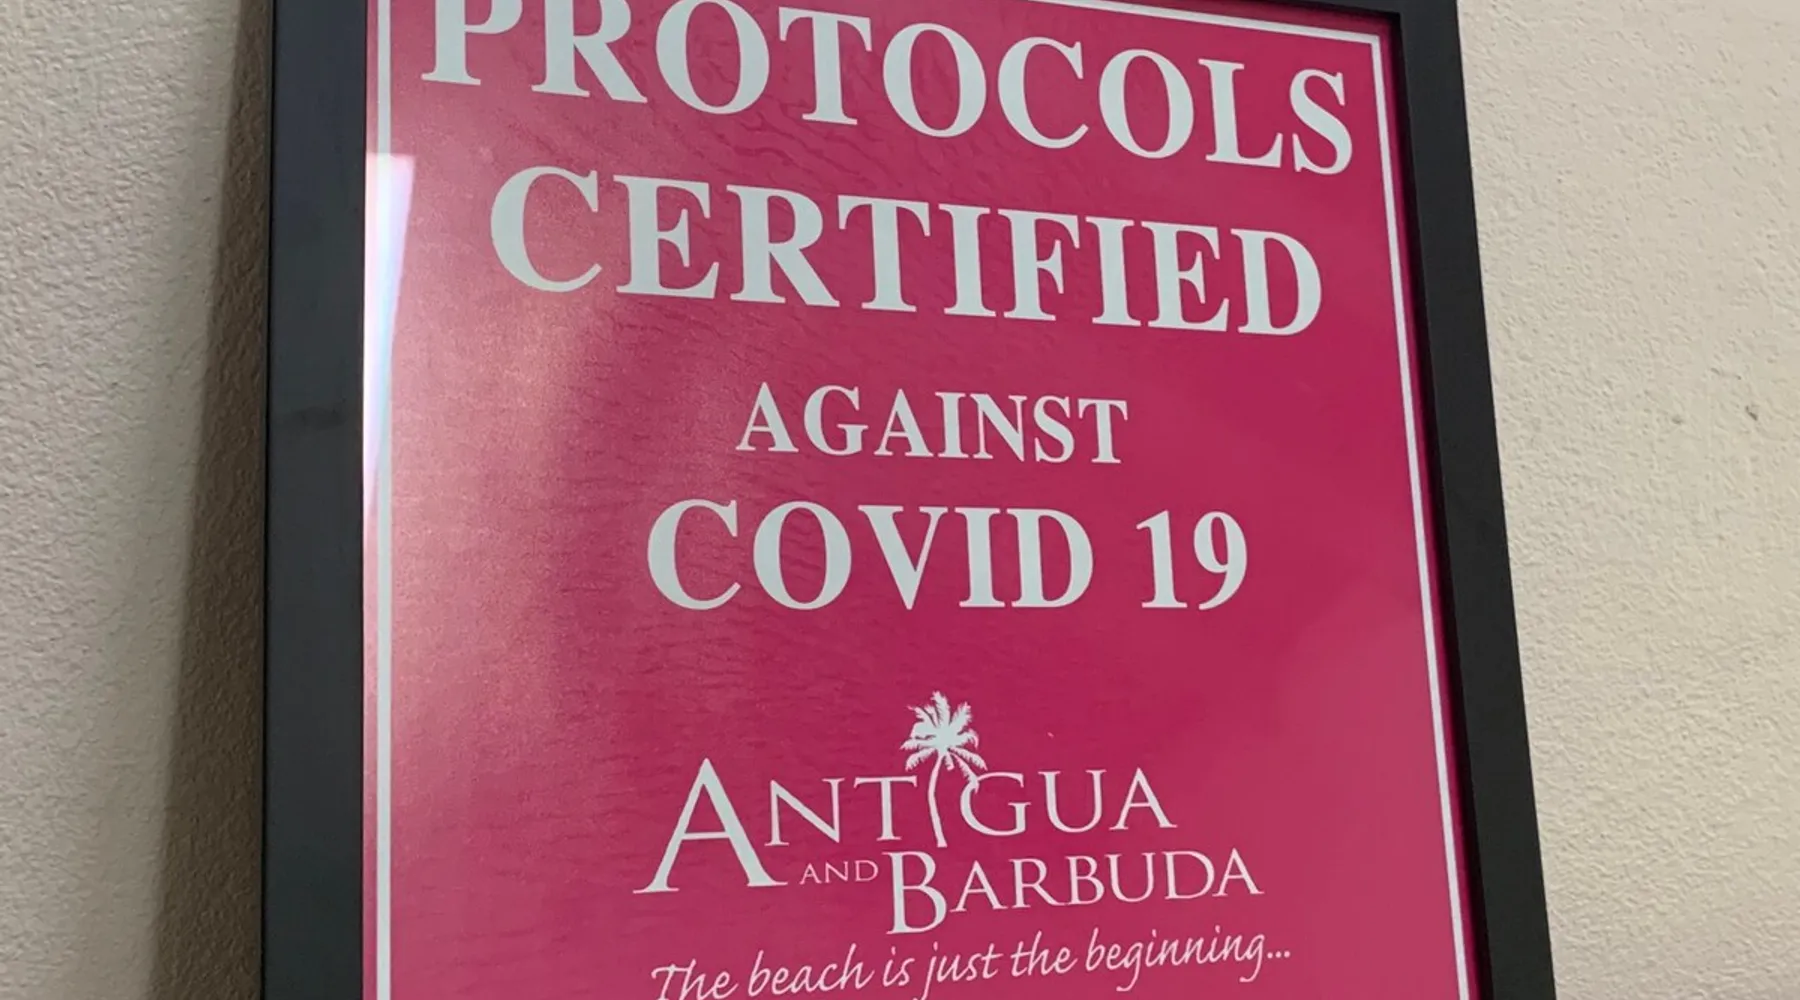 PROTOCOLS
CERTIFIED
AGAINST
COVID 19
ANTIGUA
AND BARBUDA
The beach is just the beginning...